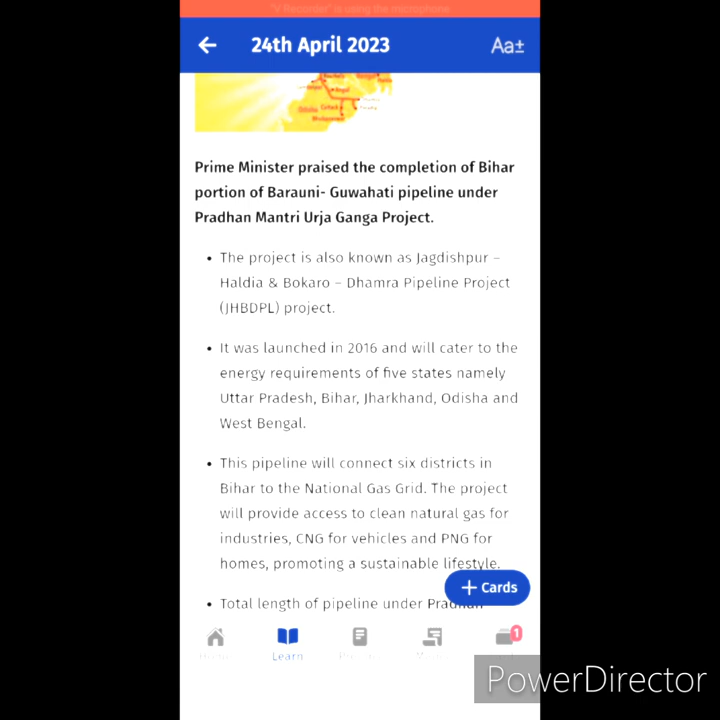 "V Recorder" is using the microphone
24th April 2023
Aa±
Prime Minister praised the completion of Bihar
portion of Barauni- Guwahati pipeline under
Pradhan Mantri Urja Ganga Project.
• The project is also known as Jagdishpur –
Haldia & Bokaro – Dhamra Pipeline Project
(JHBDPL) project.
• It was launched in 2016 and will cater to the
energy requirements of five states namely
Uttar Pradesh, Bihar, Jharkhand, Odisha and
West Bengal.
• This pipeline will connect six districts in
Bihar to the National Gas Grid. The project
will provide access to clean natural gas for
industries, CNG for vehicles and PNG for
homes, promoting a sustainable lifestyle.
+ Cards
• Total length of pipeline under Pradhan
1
Learn
PowerDirector